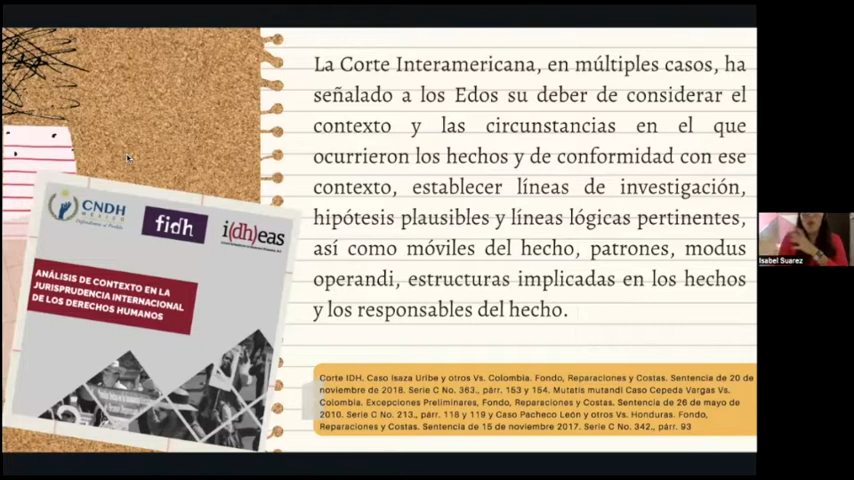 La Corte Interamericana, en múltiples casos, ha
señalado a los Edos su deber de considerar el
contexto y las circunstancias en el que
ocurrieron los hechos y de conformidad con ese
contexto, establecer líneas de investigación,
hipótesis plausibles y líneas lógicas pertinentes,
así como móviles del hecho, patrones, modus
operandi, estructuras implicadas en los hechos
y los responsables del hecho.
CNDH
MÉXICO
fidh
i(dh)eas
ANÁLISIS DE CONTEXTO EN LA
JURISPRUDENCIA INTERNACIONAL
DE LOS DERECHOS HUMANOS
Isabel Suarez
Corte IDH. Caso Isaza Uribe y otros Vs. Colombia. Fondo, Reparaciones y Costas. Sentencia de 20 de
noviembre de 2018. Serie C No. 363., párr. 153 y 154. Mutatis mutandi Caso Cepeda Vargas Vs.
Colombia. Excepciones Preliminares, Fondo, Reparaciones y Costas. Sentencia de 26 de mayo de
2010. Serie C No. 213., párr. 118 y 119 y Caso Pacheco León y otros Vs. Honduras. Fondo,
Reparaciones y Costas. Sentencia de 15 de noviembre 2017. Serie C No. 342., párr. 93